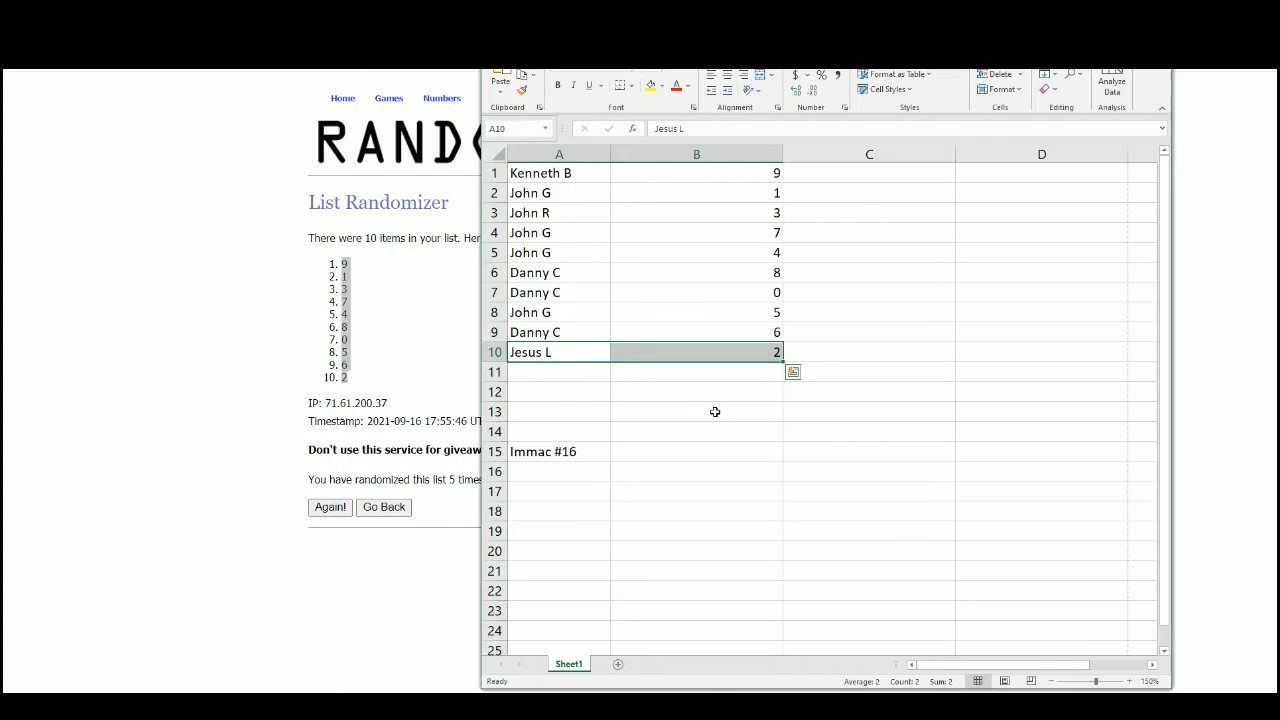 Home Games Numbers
RAND
List Randomizer
There were 10 items in your list. Her
1. 9
2. 1
3. 3
4. 7
5. 4
6. 8
7. 0
8. 5
9. 6
10. 2
IP: 71.61.200.37
Timestamp: 2021-09-16 17:55:46 UT
Don't use this service for giveaw
You have randomized this list 5 times
Again! Go Back
Paste
B I U A $ % Format as Table Cell Styles Delete Format Analyze Data
Clipboard Font Alignment Number Styles Cells Editing Analysis
A10 fx Jesus L
A B C D
1 Kenneth B 9
2 John G 1
3 John R 3
4 John G 7
5 John G 4
6 Danny C 8
7 Danny C 0
8 John G 5
9 Danny C 6
10 Jesus L 2
11
12
13
14
15 Immac #16
16
17
18
19
20
21
22
23
24
25
Sheet1
Ready Average: 2 Count: 2 Sum: 2 150%